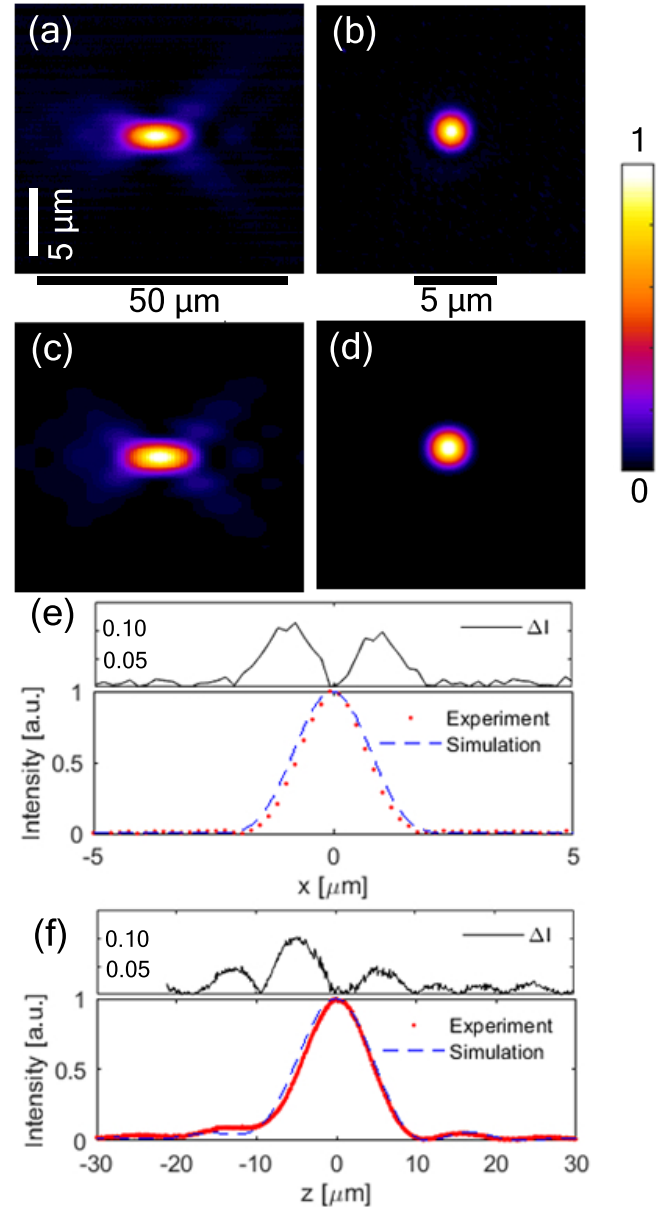 (a)
(b)
1
5 μm
50 μm
5 μm
(c)
(d)
0
(e)
0.10
0.05
ΔI
1
0.5
0
Intensity [a.u.]
Experiment
Simulation
-5
0
5
x [μm]
(f)
0.10
0.05
ΔI
1
0.5
0
Intensity [a.u.]
Experiment
Simulation
-30
-20
-10
0
10
20
30
z [μm]